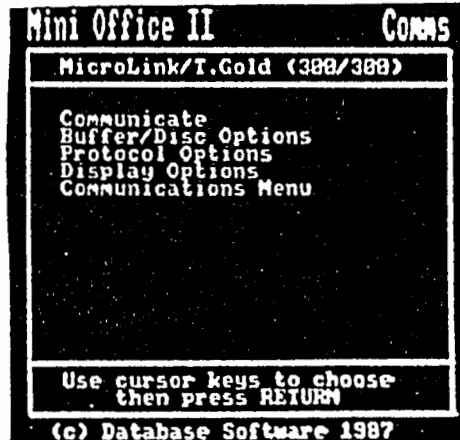 Mini Office II Comms
MicroLink/T.Gold (300/300)
Communicate
Buffer/Disc Options
Protocol Options
Display Options
Communications Menu
Use cursor keys to choose
then press RETURN
(c) Database Software 1987